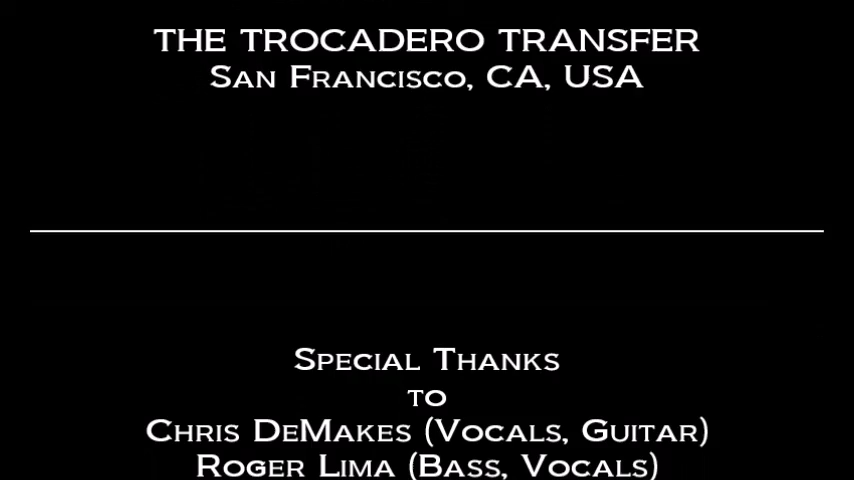 THE TROCADERO TRANSFER
San Francisco, CA, USA
Special Thanks
to
Chris DeMakes (Vocals, Guitar)
Roger Lima (Bass, Vocals)